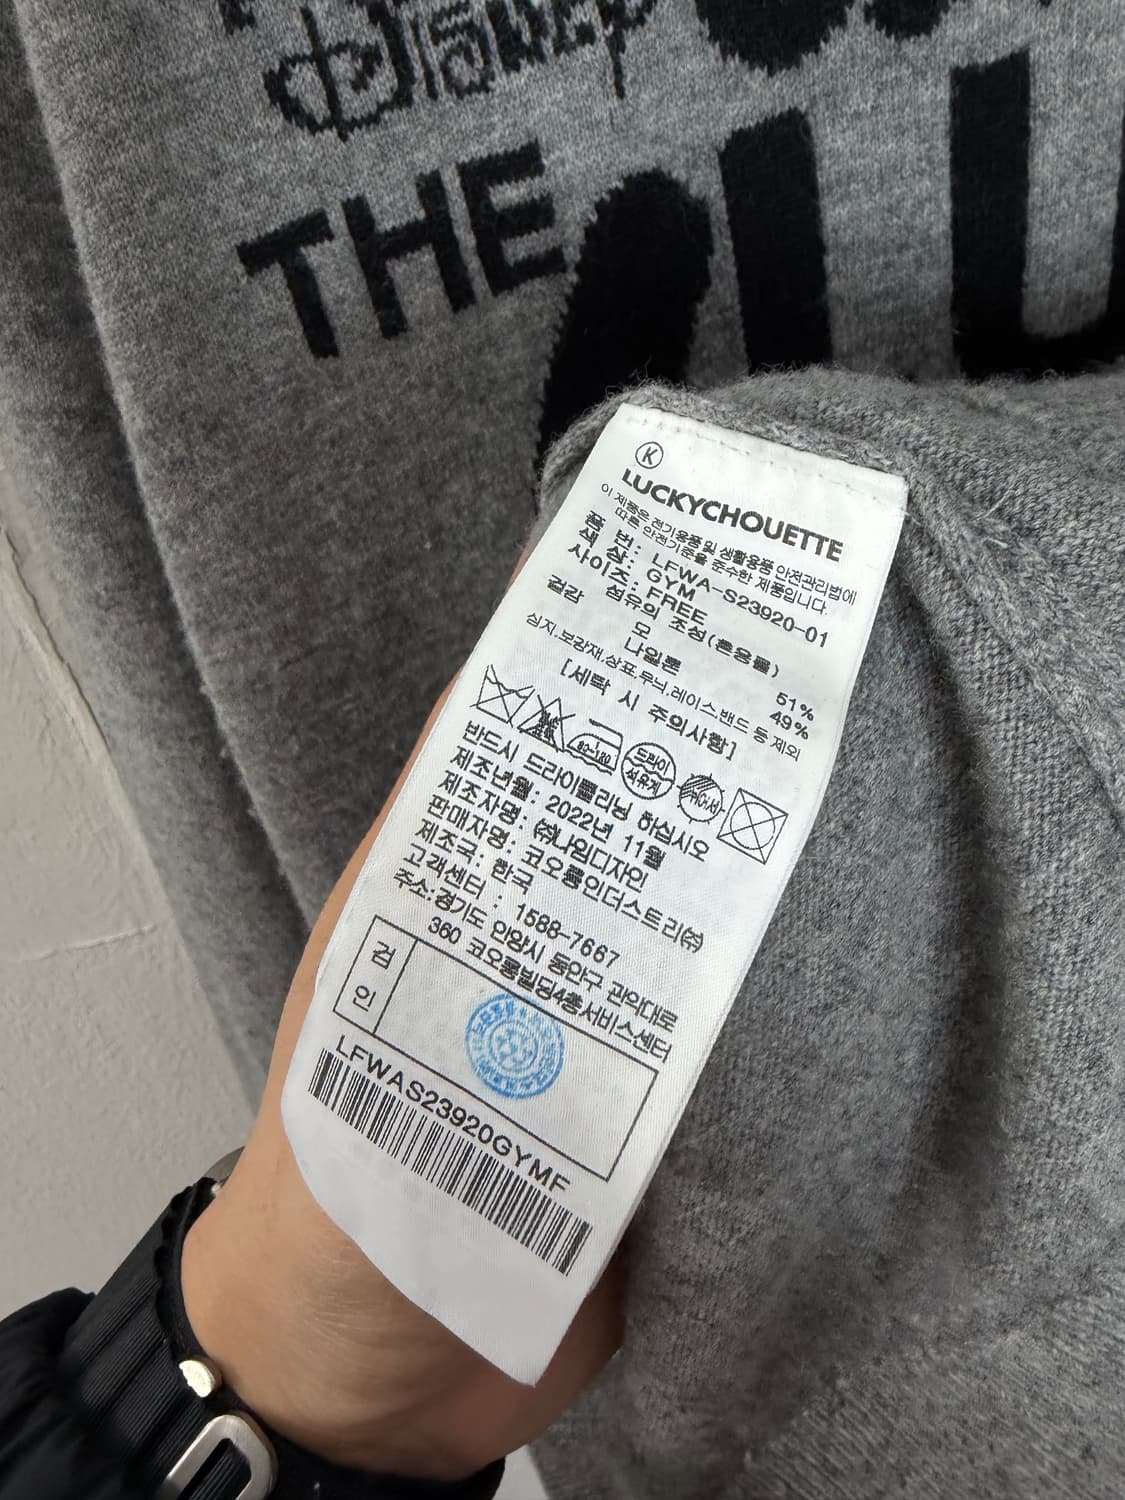 THE
K
LUCKYCHOUETTE
이 제품은 전기용품 및 생활용품 안전관리법에
따른 안전기준을 준수한 제품입니다.
품 번: LFWA-S23920-01
색 상: GYM
사이즈: FREE
겉감 섬유의 조성(혼용률)
모 51%
나일론 49%
심지,보강재,상표,무늬,레이스,밴드 등 제외
[세탁 시 주의사항]
80~120
드라이
석유계
반드시 드라이클리닝 하십시오
제조년월: 2022년 11월
제조자명: ㈜나임디자인
판매자명: 코오롱인더스트리㈜
제조국: 한국
고객센터 : 1588-7667
주소:경기도 안양시 동안구 관악대로
360 코오롱빌딩4층서비스센터
검
인
LFWAS23920GYMF